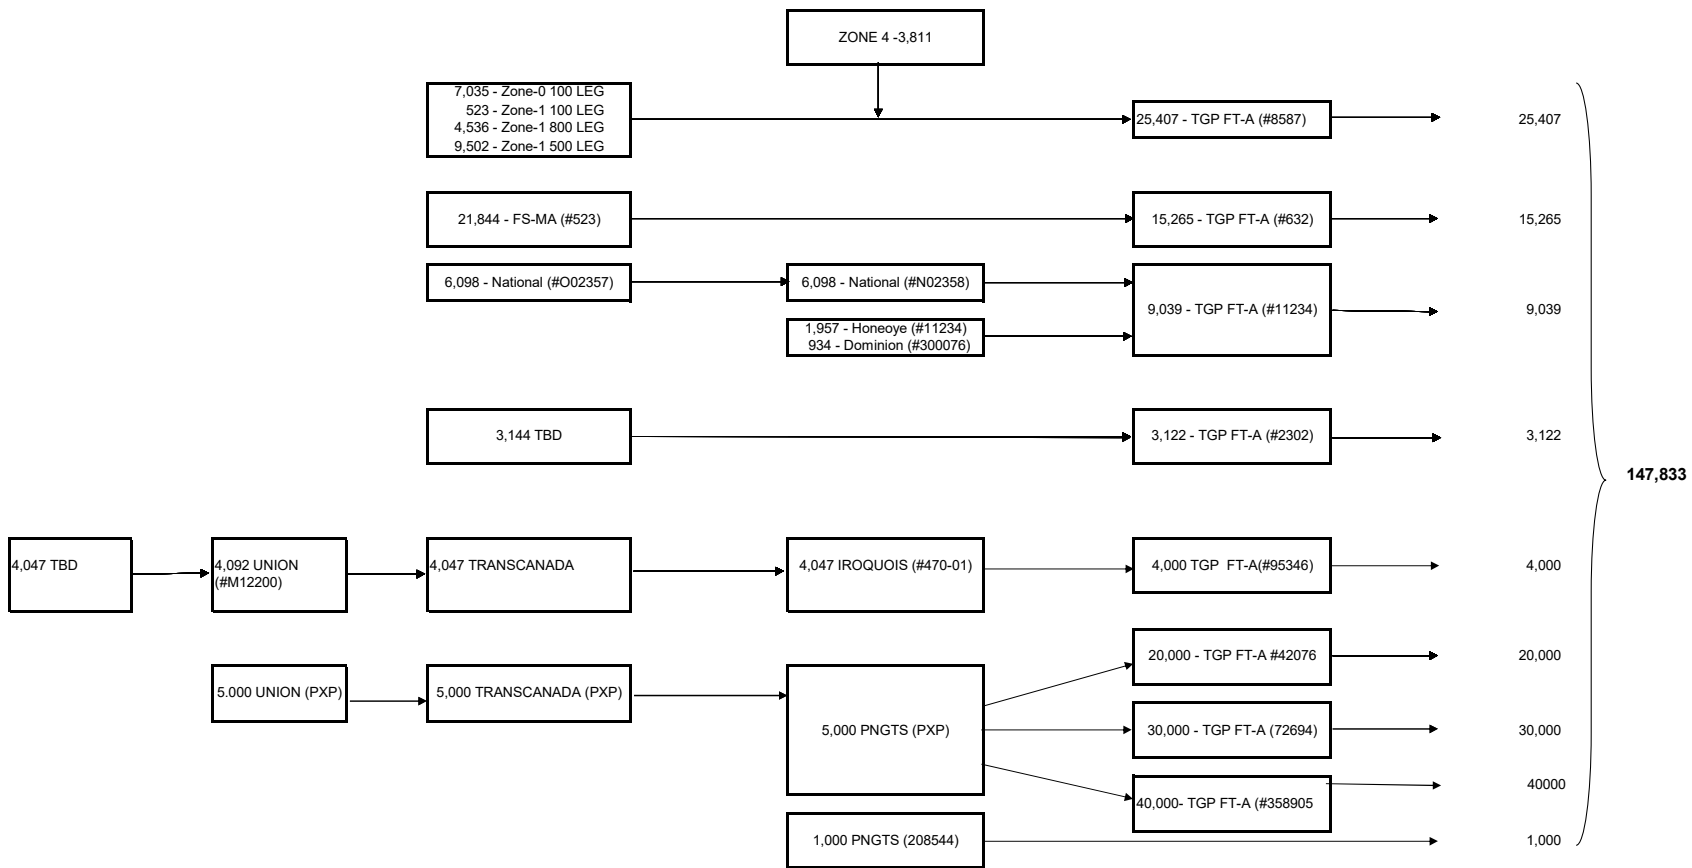 ZONE 4 -3,811
7,035 - Zone-0 100 LEG
523 - Zone-1 100 LEG
4,536 - Zone-1 800 LEG
9,502 - Zone-1 500 LEG
25,407 - TGP FT-A (#8587)
25,407
21,844 - FS-MA (#523)
15,265 - TGP FT-A (#632)
15,265
6,098 - National (#O02357)
6,098 - National (#N02358)
1,957 - Honeoye (#11234)
934 - Dominion (#300076)
9,039 - TGP FT-A (#11234)
9,039
3,144 TBD
3,122 - TGP FT-A (#2302)
3,122
147,833
4,047 TBD
4,092 UNION
(#M12200)
4,047 TRANSCANADA
4,047 IROQUOIS (#470-01)
4,000 TGP  FT-A(#95346)
4,000
5.000 UNION (PXP)
5,000 TRANSCANADA (PXP)
5,000 PNGTS (PXP)
20,000 - TGP FT-A #42076
20,000
30,000 - TGP FT-A (72694)
30,000
40,000- TGP FT-A (#358905
40000
1,000 PNGTS (208544)
1,000